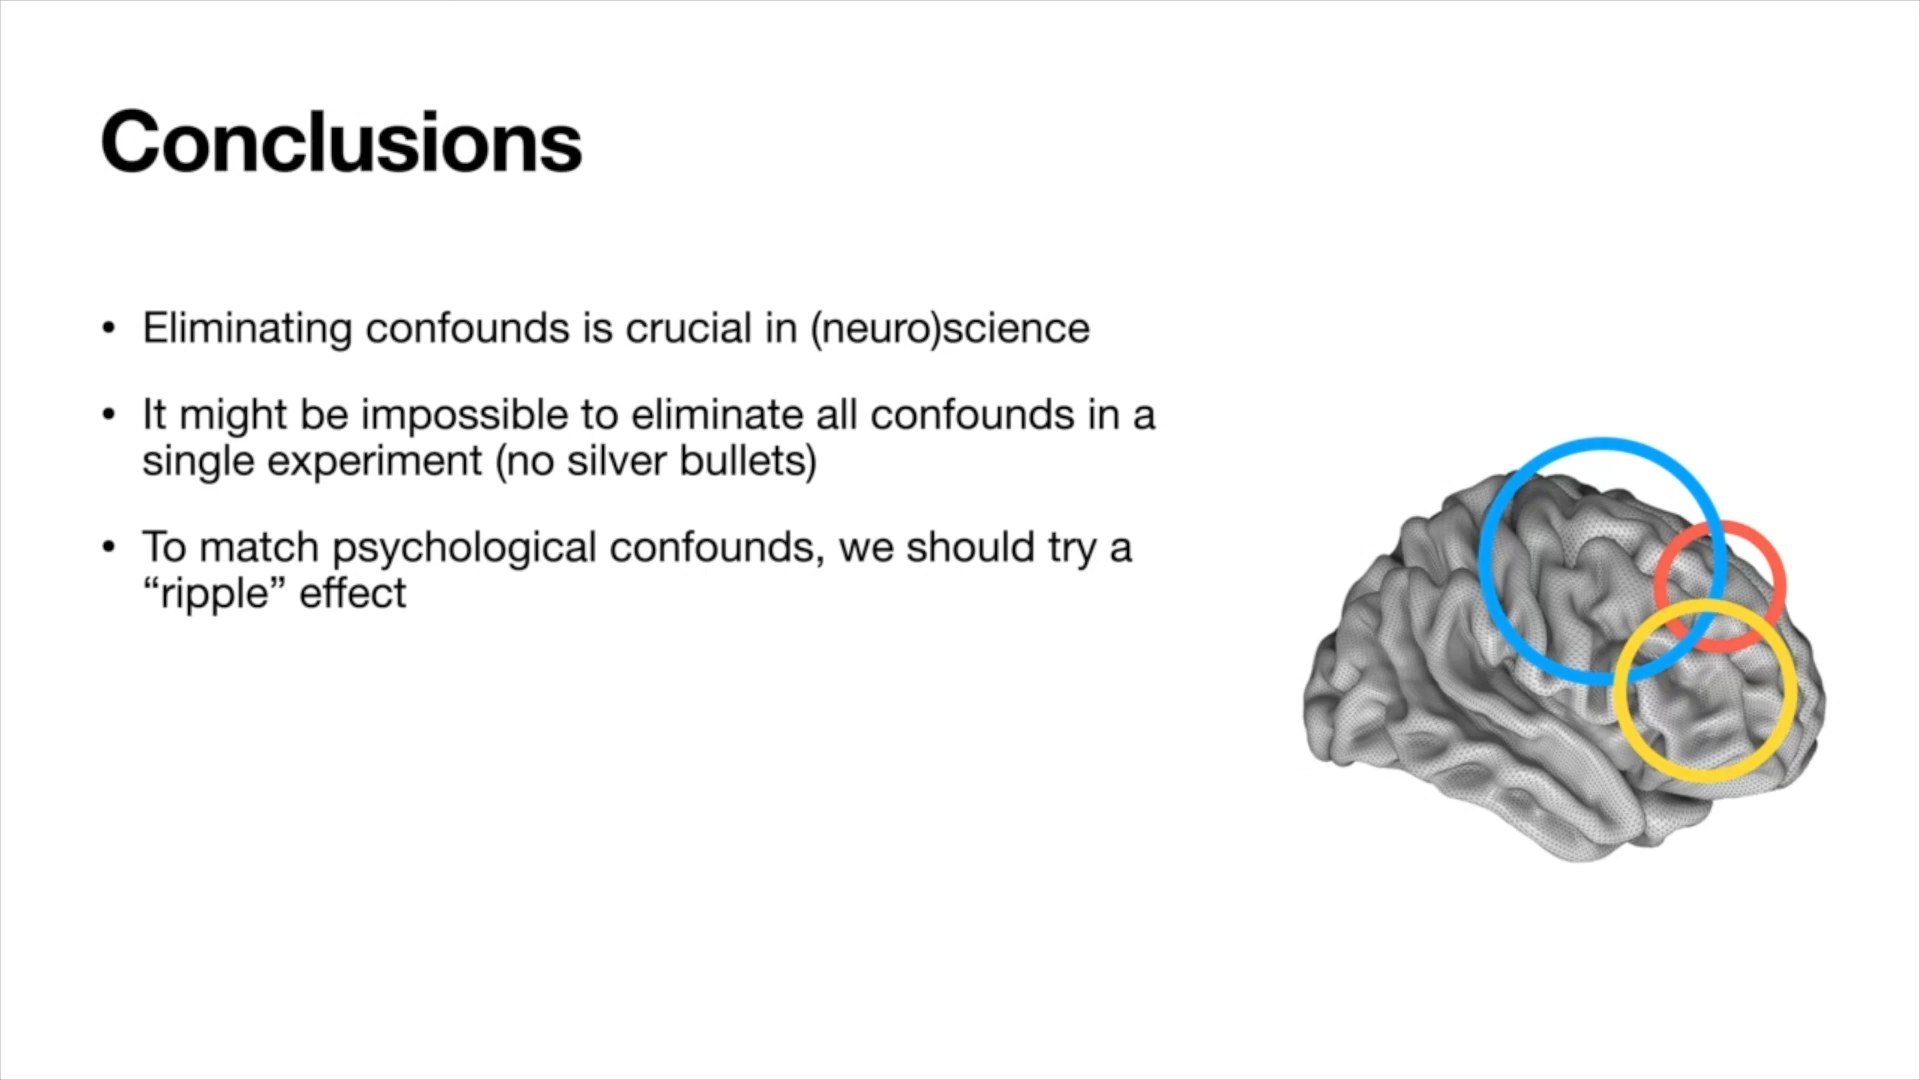 Conclusions
• Eliminating confounds is crucial in (neuro)science
• It might be impossible to eliminate all confounds in a
single experiment (no silver bullets)
• To match psychological confounds, we should try a
“ripple” effect